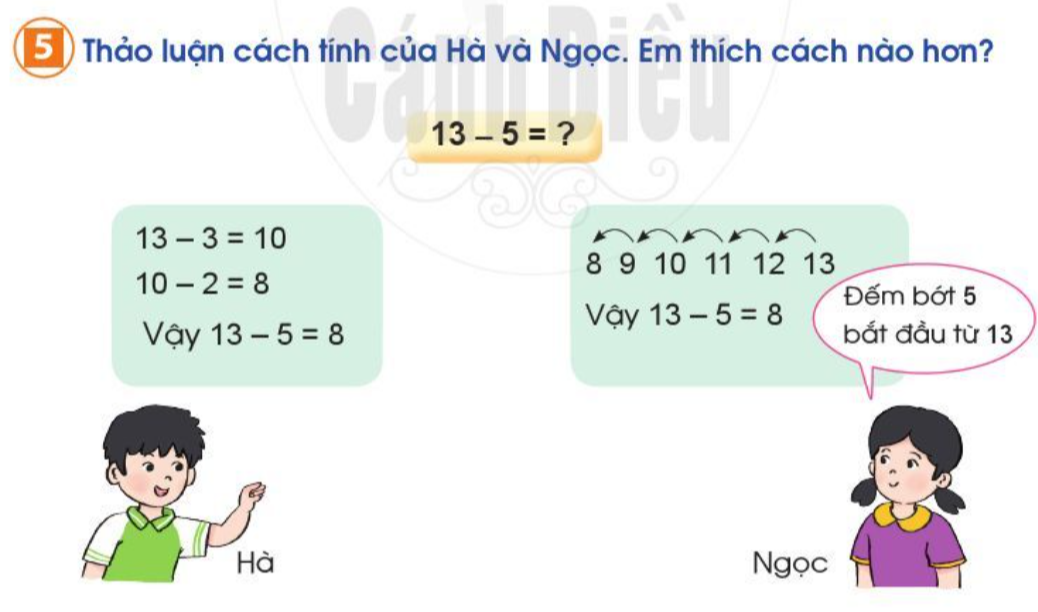 5 Thảo luận cách tính của Hà và Ngọc. Em thích cách nào hơn?
Cánh Diều
13 – 5 = ?
13 – 3 = 10
10 – 2 = 8
Vậy 13 – 5 = 8
8 9 10 11 12 13
Vậy 13 – 5 = 8
Đếm bớt 5
bắt đầu từ 13
Hà
Ngọc